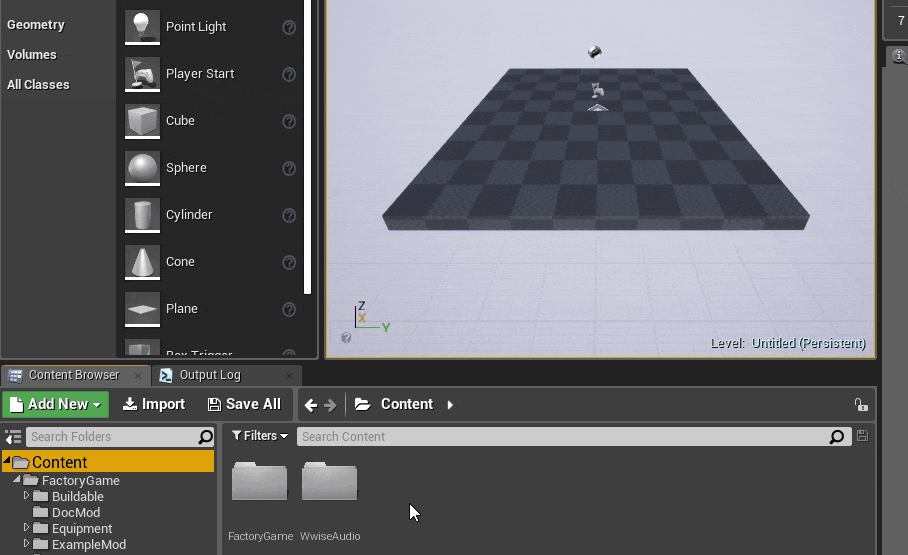 Geometry
Volumes
All Classes
Point Light
Player Start
Cube
Sphere
Cylinder
Cone
Plane
Box Trigger
7
Z
X
Y
Level: Untitled (Persistent)
Content Browser
Output Log
Add New
Import
Save All
Content
Search Folders
Filters
Search Content
Content
FactoryGame
Buildable
DocMod
Equipment
ExampleMod
FactoryGame
WwiseAudio